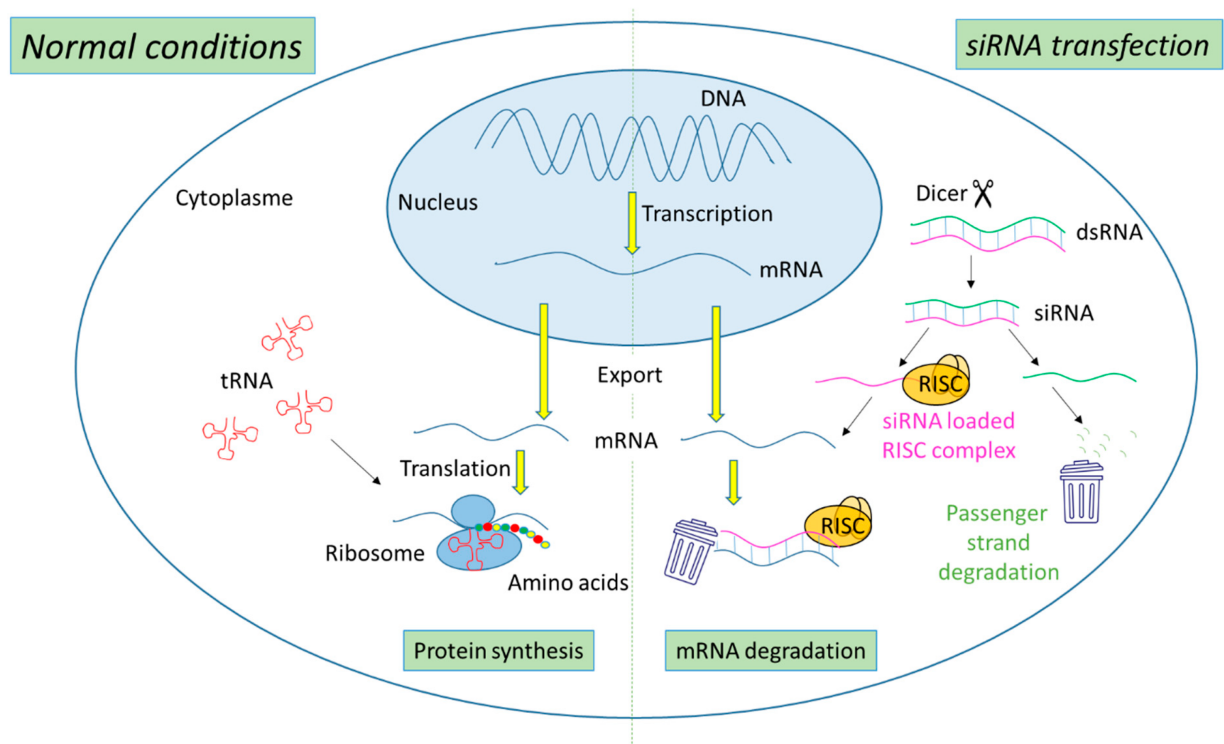 Normal conditions
siRNA transfection
DNA
Cytoplasme
Nucleus
Transcription
mRNA
Dicer
dsRNA
siRNA
Export
tRNA
RISC
siRNA loaded
RISC complex
mRNA
Translation
Ribosome
Amino acids
RISC
Passenger
strand
degradation
Protein synthesis
mRNA degradation